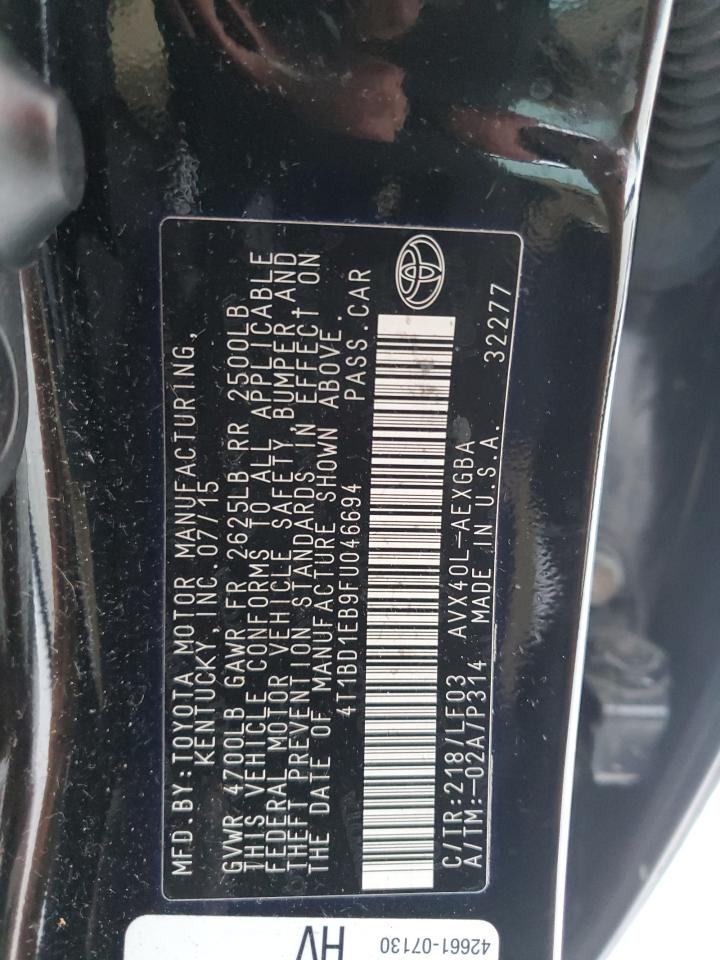 MFD.BY:TOYOTA MOTOR MANUFACTURING,
KENTUCKY, INC.07/15
GVWR 4700LB GAWR FR 2625LB RR 2500LB
THIS VEHICLE CONFORMS TO ALL APPLICABLE
FEDERAL MOTOR VEHICLE SAFETY, BUMPER,AND
THEFT PREVENTION STANDARDS IN EFFECT ON
THE DATE OF MANUFACTURE SHOWN ABOVE.
4T1BD1EB9FU046694 PASS.CAR
C/TR:218/LF03 AVX40L-AEXGBA
A/TM:-02A/P314 MADE IN U.S.A. 32277
42661-07130
HV